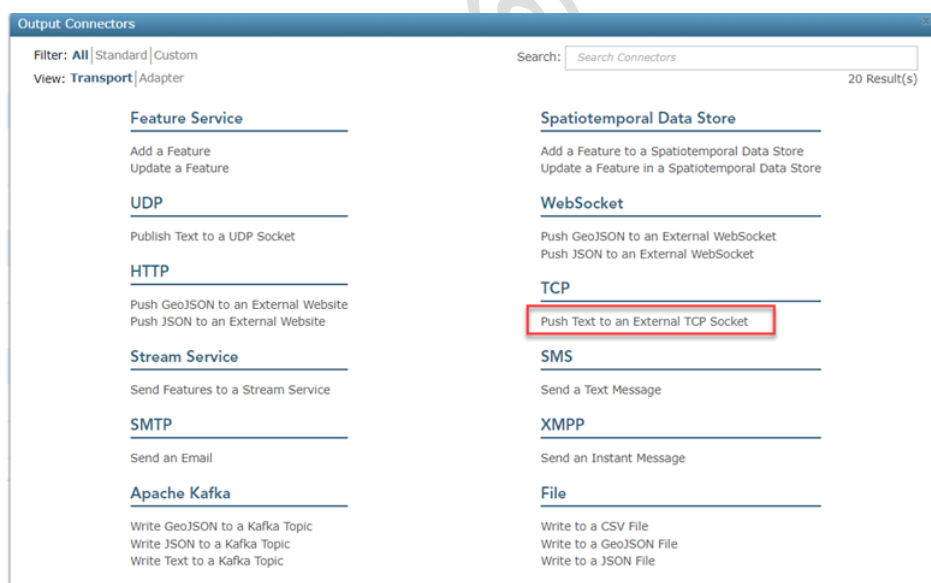 Output Connectors
Filter: All | Standard | Custom
Search: Search Connectors
View: Transport | Adapter
20 Result(s)
Feature Service
Add a Feature
Update a Feature
UDP
Publish Text to a UDP Socket
HTTP
Push GeoJSON to an External Website
Push JSON to an External Website
Stream Service
Send Features to a Stream Service
SMTP
Send an Email
Apache Kafka
Write GeoJSON to a Kafka Topic
Write JSON to a Kafka Topic
Write Text to a Kafka Topic
Spatiotemporal Data Store
Add a Feature to a Spatiotemporal Data Store
Update a Feature in a Spatiotemporal Data Store
WebSocket
Push GeoJSON to an External WebSocket
Push JSON to an External WebSocket
TCP
Push Text to an External TCP Socket
SMS
Send a Text Message
XMPP
Send an Instant Message
File
Write to a CSV File
Write to a GeoJSON File
Write to a JSON File